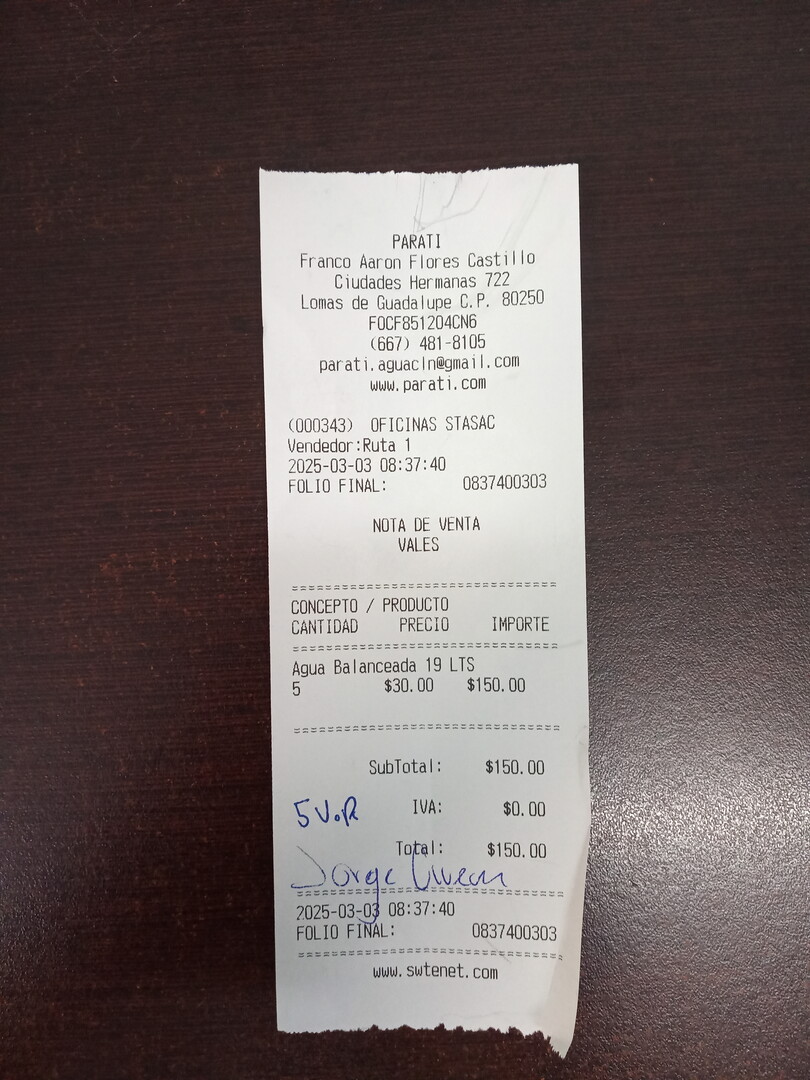 PARATI
Franco Aaron Flores Castillo
Ciudades Hermanas 722
Lomas de Guadalupe C.P. 80250
FOCF851204CN6
(667) 481-8105
parati.aguacln@gmail.com
www.parati.com
(000343) OFICINAS STASAC
Vendedor:Ruta 1
2025-03-03 08:37:40
FOLIO FINAL: 0837400303
NOTA DE VENTA
VALES
==============================
CONCEPTO / PRODUCTO
CANTIDAD PRECIO IMPORTE
==============================
Agua Balanceada 19 LTS
5 $30.00 $150.00
==============================
SubTotal: $150.00
5 V.R IVA: $0.00
Total: $150.00
Jorge
==============================
2025-03-03 08:37:40
FOLIO FINAL: 0837400303
==============================
www.swtenet.com